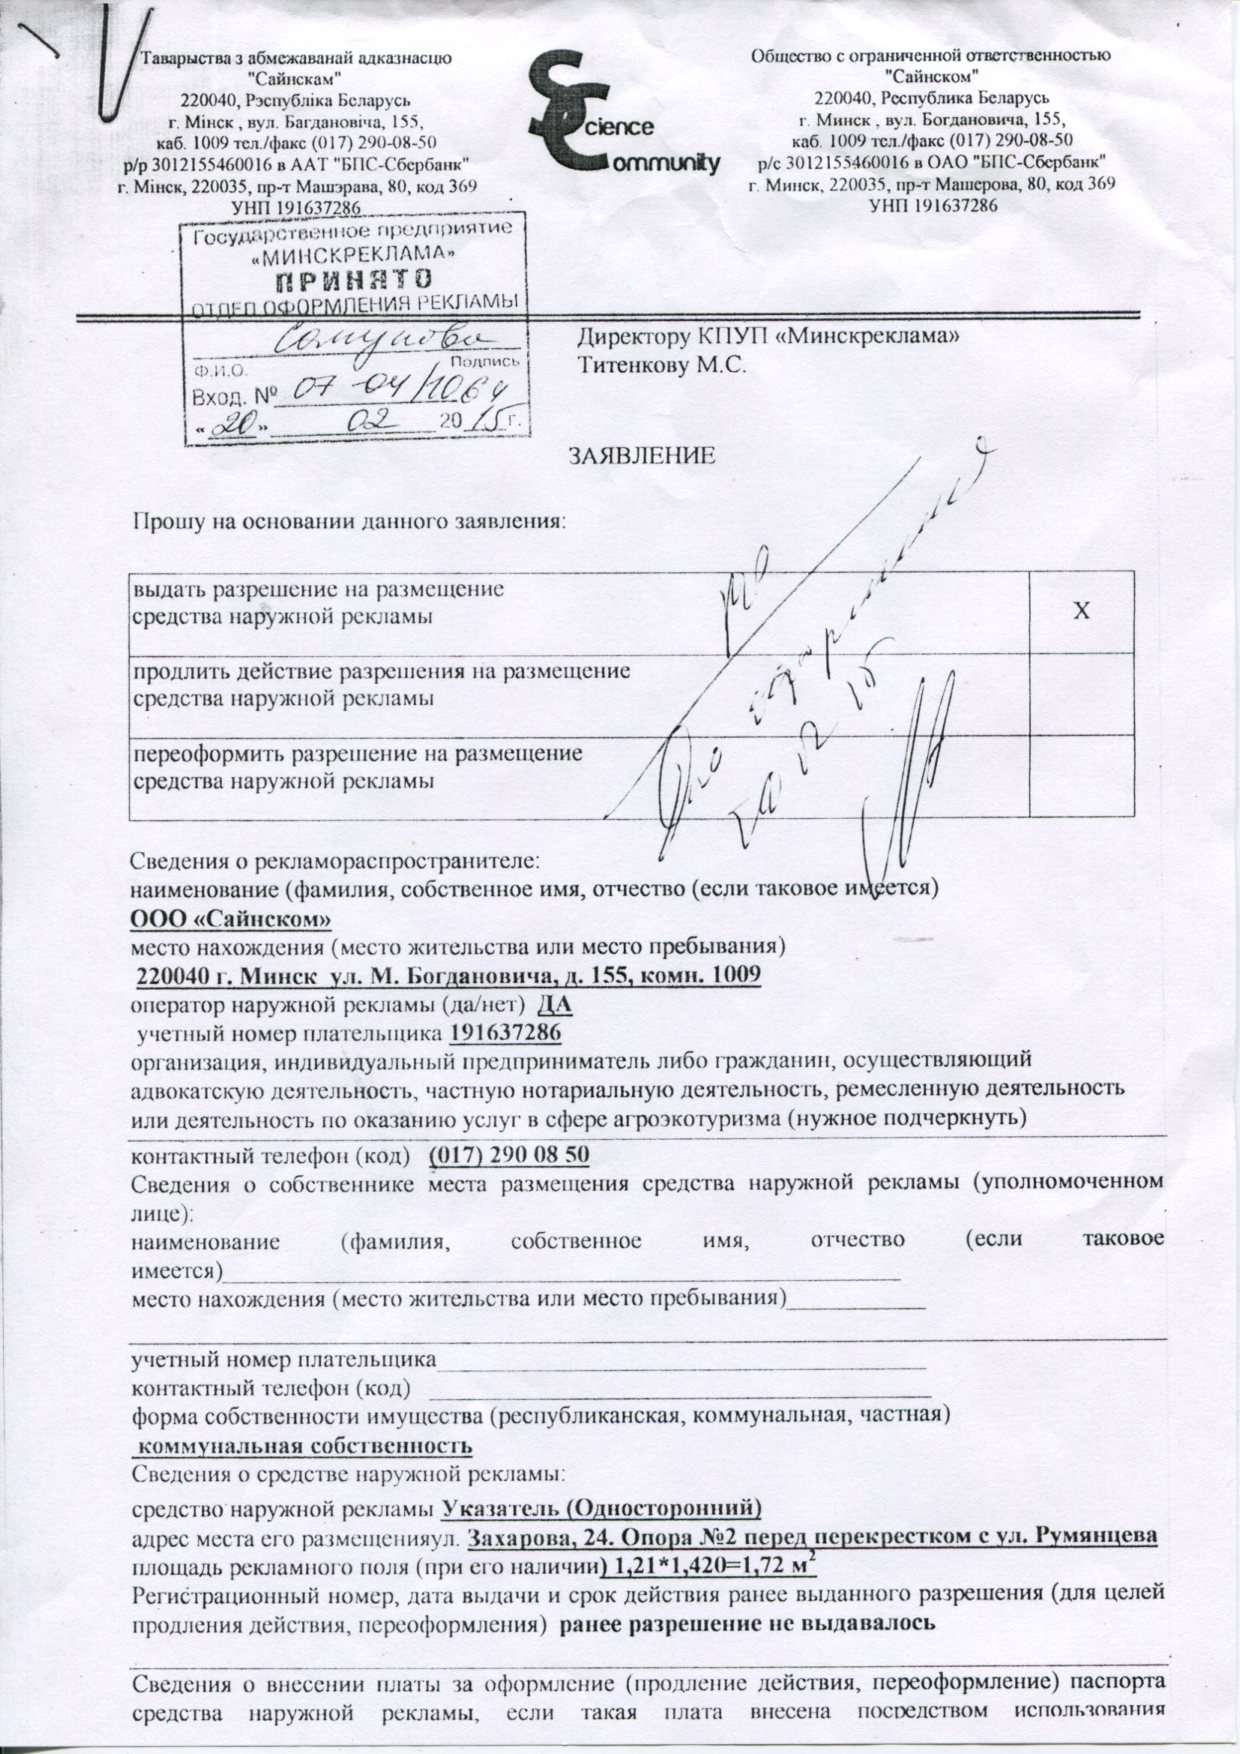 Таварыства з абмежаванай адказнасцю
"Сайнскам"
220040, Рэспубліка Беларусь
г. Мінск , вул. Багдановіча, 155,
каб. 1009 тел./факс (017) 290-08-50
р/р 3012155460016 в ААТ "БПС-Сбербанк"
г. Мінск, 220035, пр-т Машэрава, 80, код 369
УНП 191637286
Science
Community
Общество с ограниченной ответственностью
"Сайнском"
220040, Республика Беларусь
г. Минск , вул. Богдановича, 155,
каб. 1009 тел./факс (017) 290-08-50
р/с 3012155460016 в ОАО "БПС-Сбербанк"
г. Минск, 220035, пр-т Машерова, 80, код 369
УНП 191637286
Государственное предприятие
«МИНСКРЕКЛАМА»
ПРИНЯТО
ОТДЕЛ ОФОРМЛЕНИЯ РЕКЛАМЫ
Ф.И.О. Подпись
Вход. № 07-04/1064
«20» 02 2015г.
Директору КПУП «Минскреклама»
Титенкову М.С.
ЗАЯВЛЕНИЕ
Прошу на основании данного заявления:
выдать разрешение на размещение
средства наружной рекламы
X
продлить действие разрешения на размещение
средства наружной рекламы
переоформить разрешение на размещение
средства наружной рекламы
Сведения о рекламораспространителе:
наименование (фамилия, собственное имя, отчество (если таковое имеется)
ООО «Сайнском»
место нахождения (место жительства или место пребывания)
220040 г. Минск ул. М. Богдановича, д. 155, комн. 1009
оператор наружной рекламы (да/нет) ДА
учетный номер плательщика 191637286
организация, индивидуальный предприниматель либо гражданин, осуществляющий
адвокатскую деятельность, частную нотариальную деятельность, ремесленную деятельность
или деятельность по оказанию услуг в сфере агроэкотуризма (нужное подчеркнуть)
контактный телефон (код) (017) 290 08 50
Сведения о собственнике места размещения средства наружной рекламы (уполномоченном
лице):
наименование (фамилия, собственное имя, отчество (если таковое
имеется)
место нахождения (место жительства или место пребывания)
учетный номер плательщика
контактный телефон (код)
форма собственности имущества (республиканская, коммунальная, частная)
коммунальная собственность
Сведения о средстве наружной рекламы:
средство наружной рекламы Указатель (Односторонний)
адрес места его размещенияул. Захарова, 24. Опора №2 перед перекрестком с ул. Румянцева
площадь рекламного поля (при его наличии) 1,21*1,420=1,72 м²
Регистрационный номер, дата выдачи и срок действия ранее выданного разрешения (для целей
продления действия, переоформления) ранее разрешение не выдавалось
Сведения о внесении платы за оформление (продление действия, переоформление) паспорта
средства наружной рекламы, если такая плата внесена посредством использования